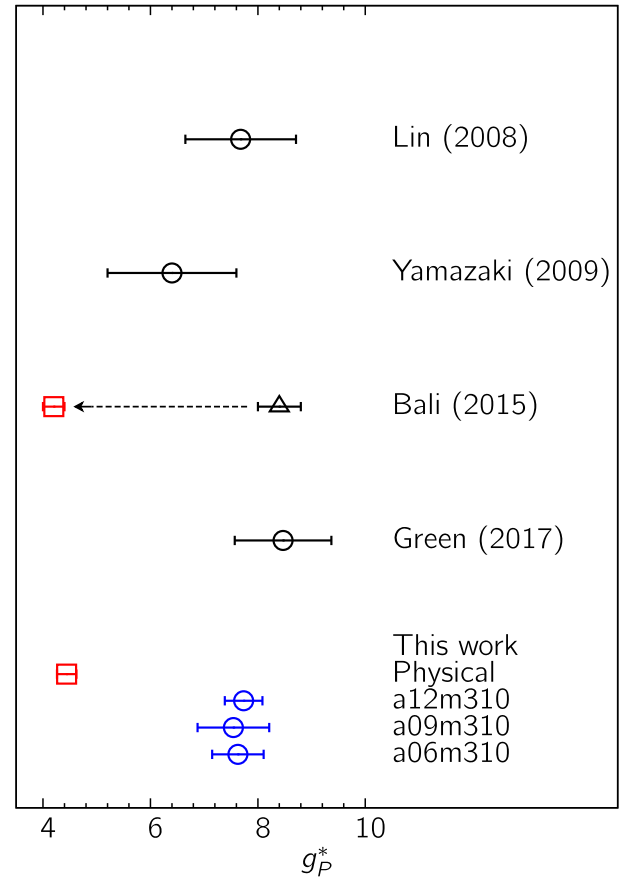 Lin (2008)
Yamazaki (2009)
Bali (2015)
Green (2017)
This work
Physical
a12m310
a09m310
a06m310
4 6 8 10
g*P